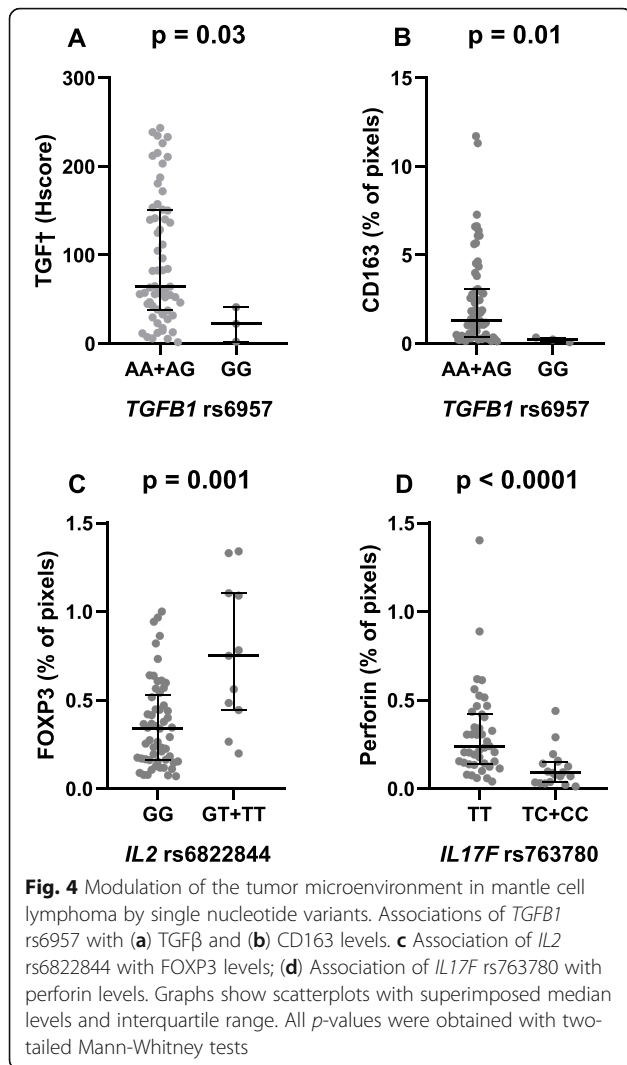 A p = 0.03
300
200
100
0
TGF† (Hscore)
AA+AG GG
TGFB1 rs6957
B p = 0.01
15
10
5
0
CD163 (% of pixels)
AA+AG GG
TGFB1 rs6957
C p = 0.001
1.5
1.0
0.5
0.0
FOXP3 (% of pixels)
GG GT+TT
IL2 rs6822844
D p < 0.0001
1.5
1.0
0.5
0.0
Perforin (% of pixels)
TT TC+CC
IL17F rs763780
Fig. 4 Modulation of the tumor microenvironment in mantle cell
lymphoma by single nucleotide variants. Associations of TGFB1
rs6957 with (a) TGFβ and (b) CD163 levels. c Association of IL2
rs6822844 with FOXP3 levels; (d) Association of IL17F rs763780 with
perforin levels. Graphs show scatterplots with superimposed median
levels and interquartile range. All p-values were obtained with two-
tailed Mann-Whitney tests